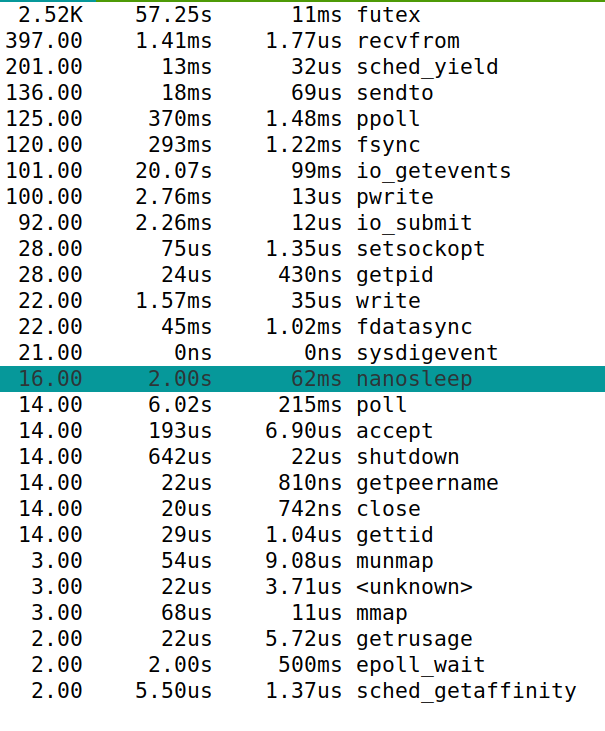 2.52K 57.25s 11ms futex
397.00 1.41ms 1.77us recvfrom
201.00 13ms 32us sched_yield
136.00 18ms 69us sendto
125.00 370ms 1.48ms ppoll
120.00 293ms 1.22ms fsync
101.00 20.07s 99ms io_getevents
100.00 2.76ms 13us pwrite
92.00 2.26ms 12us io_submit
28.00 75us 1.35us setsockopt
28.00 24us 430ns getpid
22.00 1.57ms 35us write
22.00 45ms 1.02ms fdatasync
21.00 0ns 0ns sysdigevent
16.00 2.00s 62ms nanosleep
14.00 6.02s 215ms poll
14.00 193us 6.90us accept
14.00 642us 22us shutdown
14.00 22us 810ns getpeername
14.00 20us 742ns close
14.00 29us 1.04us gettid
3.00 54us 9.08us munmap
3.00 22us 3.71us <unknown>
3.00 68us 11us mmap
2.00 22us 5.72us getrusage
2.00 2.00s 500ms epoll_wait
2.00 5.50us 1.37us sched_getaffinity